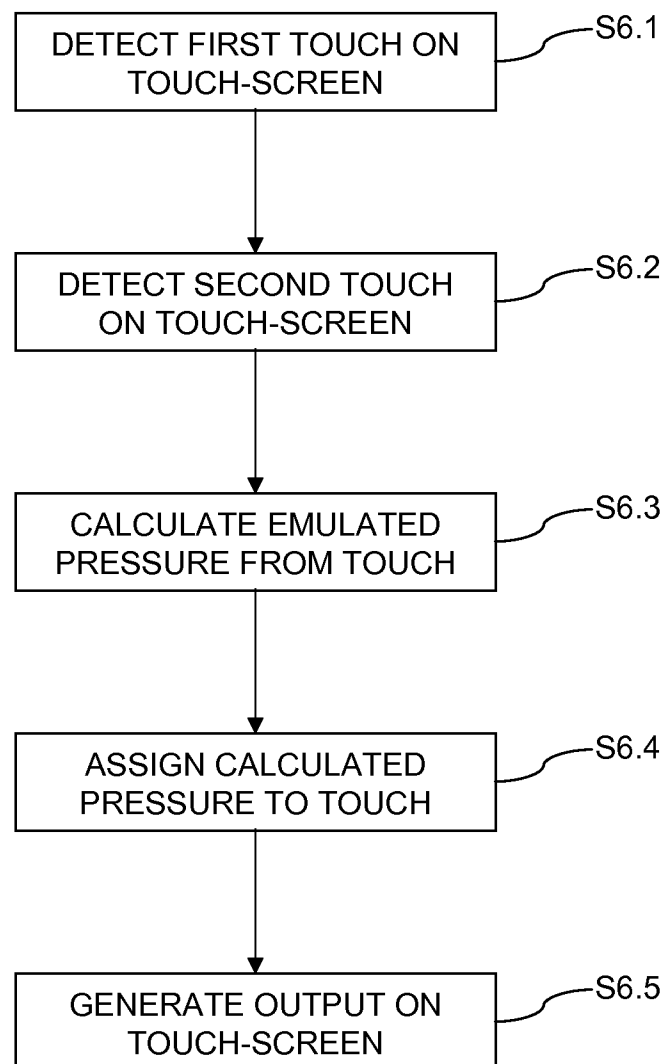 DETECT FIRST TOUCH ON
TOUCH-SCREEN
S6.1
DETECT SECOND TOUCH
ON TOUCH-SCREEN
S6.2
CALCULATE EMULATED
PRESSURE FROM TOUCH
S6.3
ASSIGN CALCULATED
PRESSURE TO TOUCH
S6.4
GENERATE OUTPUT ON
TOUCH-SCREEN
S6.5